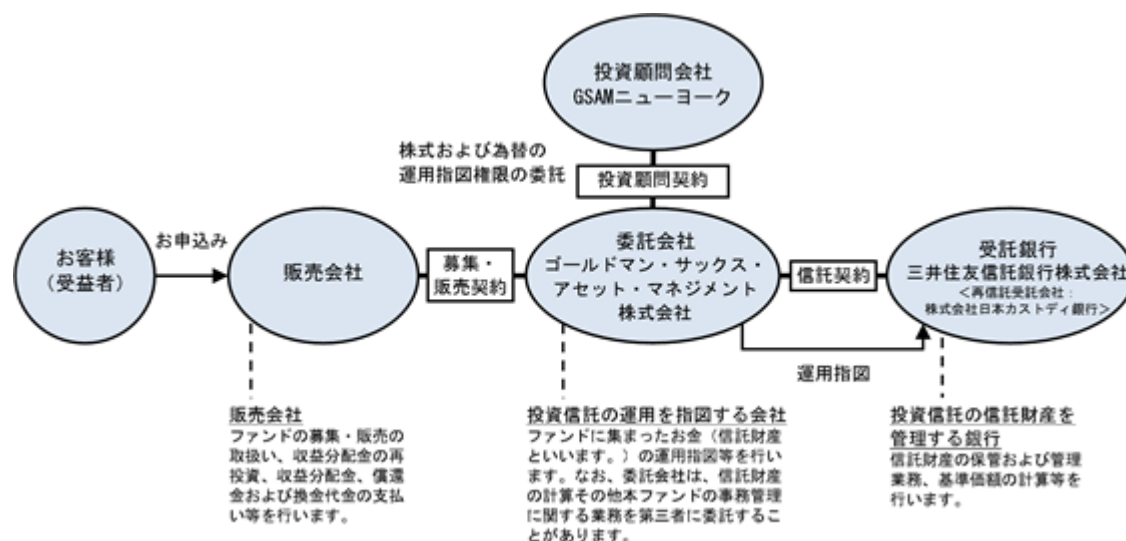 投資顧問会社
GSAMニューヨーク
株式および為替の
運用指図権限の委託
投資顧問契約
お客様
(受益者)
お申込み
販売会社
募集・
販売契約
委託会社
ゴールドマン・サックス・
アセット・マネジメント
株式会社
信託契約
受託銀行
三井住友信託銀行株式会社
<再信託受託会社:
株式会社日本カストディ銀行>
運用指図
販売会社
ファンドの募集・販売の
取扱い、収益分配金の再
投資、収益分配金、償還
金および換金代金の支払
い等を行います。
投資信託の運用を指図する会社
ファンドに集まったお金(信託財産
といいます。)の運用指図等を行い
ます。なお、委託会社は、信託財産
の計算その他本ファンドの事務管理
に関する業務を第三者に委託するこ
とがあります。
投資信託の信託財産を
管理する銀行
信託財産の保管および管理
業務、基準価額の計算等を
行います。